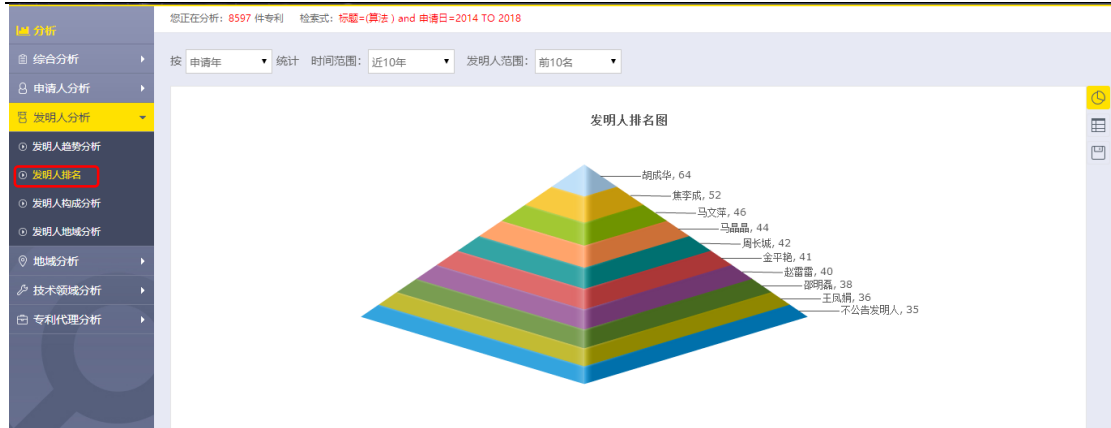 分析
综合分析
申请人分析
发明人分析
发明人趋势分析
发明人排名
发明人构成分析
发明人地域分析
地域分析
技术领域分析
专利代理分析
您正在分析：8597 件专利 检索式：标题=(算法 ) and 申请日=2014 TO 2018
按 申请年 统计 时间范围： 近10年 发明人范围： 前10名
发明人排名图
胡成华, 64
焦李成, 52
马文萍, 46
马晶晶, 44
周长城, 42
金平艳, 41
赵雷雷, 40
邵明磊, 38
王凤娟, 36
不公告发明人, 35